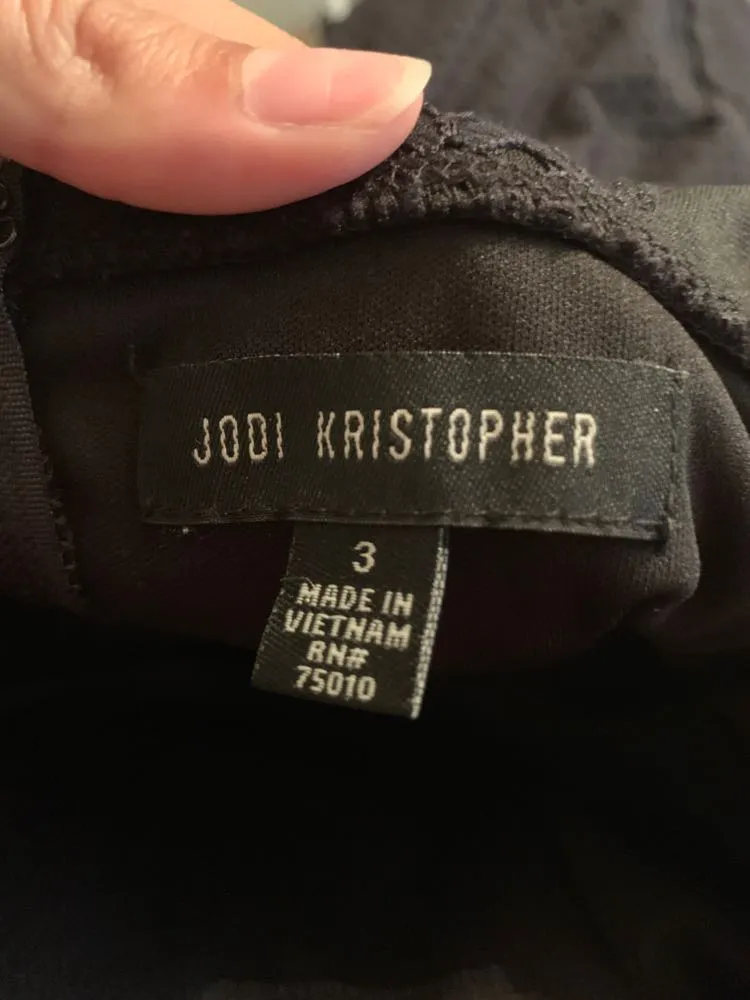 JODI KRISTOPHER
3
MADE IN
VIETNAM
RN#
75010